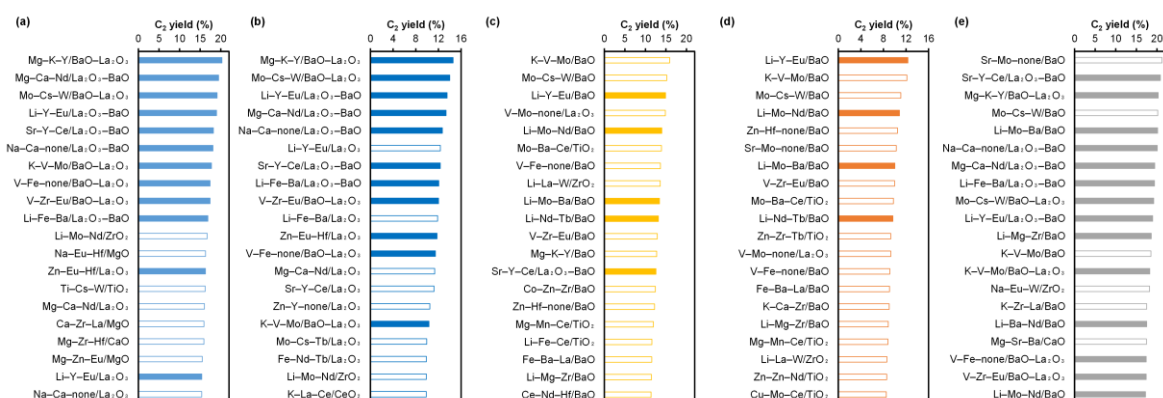 (a) C₂ yield (%)
0 5 10 15 20 22
Mg–K–Y/BaO–La₂O₃
Mg–Ca–Nd/La₂O₃–BaO
Mo–Cs–W/BaO–La₂O₃
Li–Y–Eu/La₂O₃–BaO
Sr–Y–Ce/La₂O₃–BaO
Na–Ca–none/La₂O₃–BaO
K–V–Mo/BaO–La₂O₃
V–Fe–none/BaO–La₂O₃
V–Zr–Eu/BaO–La₂O₃
Li–Fe–Ba/La₂O₃–BaO
Li–Mo–Nd/ZrO₂
Na–Eu–Hf/MgO
Zn–Eu–Hf/La₂O₃
Ti–Cs–W/TiO₂
Mg–Ca–Nd/La₂O₃
Ca–Zr–La/MgO
Mg–Zr–Hf/CaO
Mg–Zn–Eu/MgO
Li–Y–Eu/La₂O₃
Na–Ca–none/La₂O₃
(b) C₂ yield (%)
0 4 8 12 16
Mg–K–Y/BaO–La₂O₃
Mo–Cs–W/BaO–La₂O₃
Li–Y–Eu/La₂O₃–BaO
Mg–Ca–Nd/La₂O₃–BaO
Na–Ca–none/La₂O₃–BaO
Li–Y–Eu/La₂O₃
Sr–Y–Ce/La₂O₃–BaO
Li–Fe–Ba/La₂O₃–BaO
V–Zr–Eu/BaO–La₂O₃
Li–Fe–Ba/La₂O₃
Zn–Eu–Hf/La₂O₃
V–Fe–none/BaO–La₂O₃
Mg–Ca–Nd/La₂O₃
Sr–Y–Ce/La₂O₃
Zn–Y–none/La₂O₃
K–V–Mo/BaO–La₂O₃
Mo–Cs–Tb/La₂O₃
Fe–Nd–Tb/La₂O₃
Li–Mo–Nd/ZrO₂
K–La–Ce/CeO₂
(c) C₂ yield (%)
0 5 10 15 20
K–V–Mo/BaO
Mo–Cs–W/BaO
Li–Y–Eu/BaO
V–Mo–none/La₂O₃
Li–Mo–Nd/BaO
Mo–Ba–Ce/TiO₂
V–Fe–none/BaO
Li–La–W/ZrO₂
Li–Mo–Ba/BaO
Li–Nd–Tb/BaO
V–Zr–Eu/BaO
Mg–K–Y/BaO
Sr–Y–Ce/La₂O₃–BaO
Co–Zn–Zr/BaO
Zn–Hf–none/BaO
Mg–Mn–Ce/TiO₂
Li–Fe–Ce/TiO₂
Fe–Ba–La/BaO
Li–Mg–Zr/BaO
Ce–Nd–Hf/BaO
(d) C₂ yield (%)
0 4 8 12 16
Li–Y–Eu/BaO
K–V–Mo/BaO
Mo–Cs–W/BaO
Li–Mo–Nd/BaO
Zn–Hf–none/BaO
Sr–Mo–none/BaO
Li–Mo–Ba/BaO
V–Zr–Eu/BaO
Mo–Ba–Ce/TiO₂
Li–Nd–Tb/BaO
Zn–Zr–Tb/TiO₂
V–Mo–none/La₂O₃
V–Fe–none/BaO
Fe–Ba–La/BaO
K–Ca–Zr/BaO
Li–Mg–Zr/BaO
Mg–Mn–Ce/TiO₂
Li–La–W/ZrO₂
Zn–Zn–Nd/TiO₂
Cu–Mo–Ce/TiO₂
(e) C₂ yield (%)
0 5 10 15 20
Sr–Mo–none/BaO
Sr–Y–Ce/La₂O₃–BaO
Mg–K–Y/BaO–La₂O₃
Mo–Cs–W/BaO
Li–Mo–Ba/BaO
Na–Ca–none/La₂O₃–BaO
Mg–Ca–Nd/La₂O₃–BaO
Li–Fe–Ba/La₂O₃–BaO
Mo–Cs–W/BaO–La₂O₃
Li–Y–Eu/La₂O₃–BaO
Li–Mg–Zr/BaO
K–V–Mo/BaO
K–V–Mo/BaO–La₂O₃
Na–Eu–W/ZrO₂
K–Zr–La/BaO
Li–Ba–Nd/BaO
Mg–Sr–Ba/CaO
V–Fe–none/BaO–La₂O₃
V–Zr–Eu/BaO–La₂O₃
Li–Mo–Nd/BaO